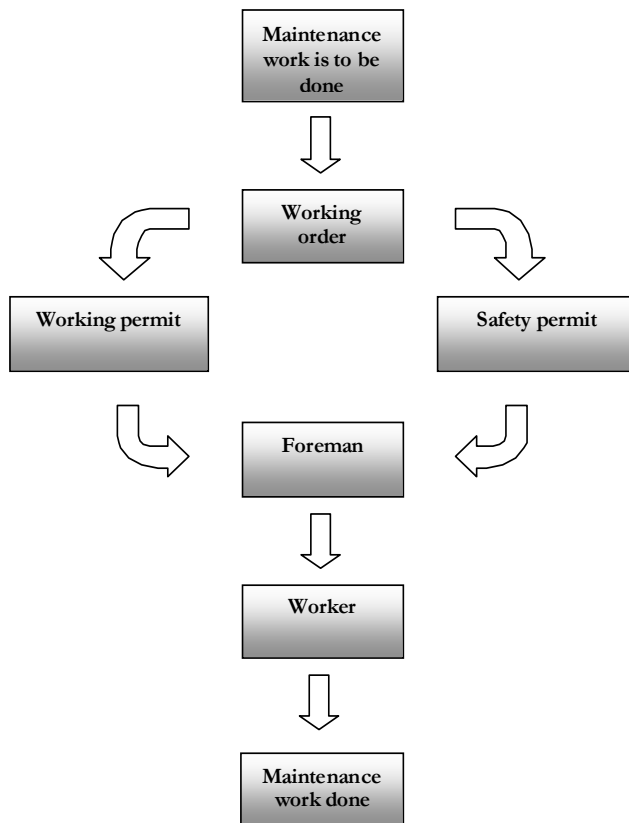 Maintenance
work is to be
done
Working
order
Working permit
Safety permit
Foreman
Worker
Maintenance
work done